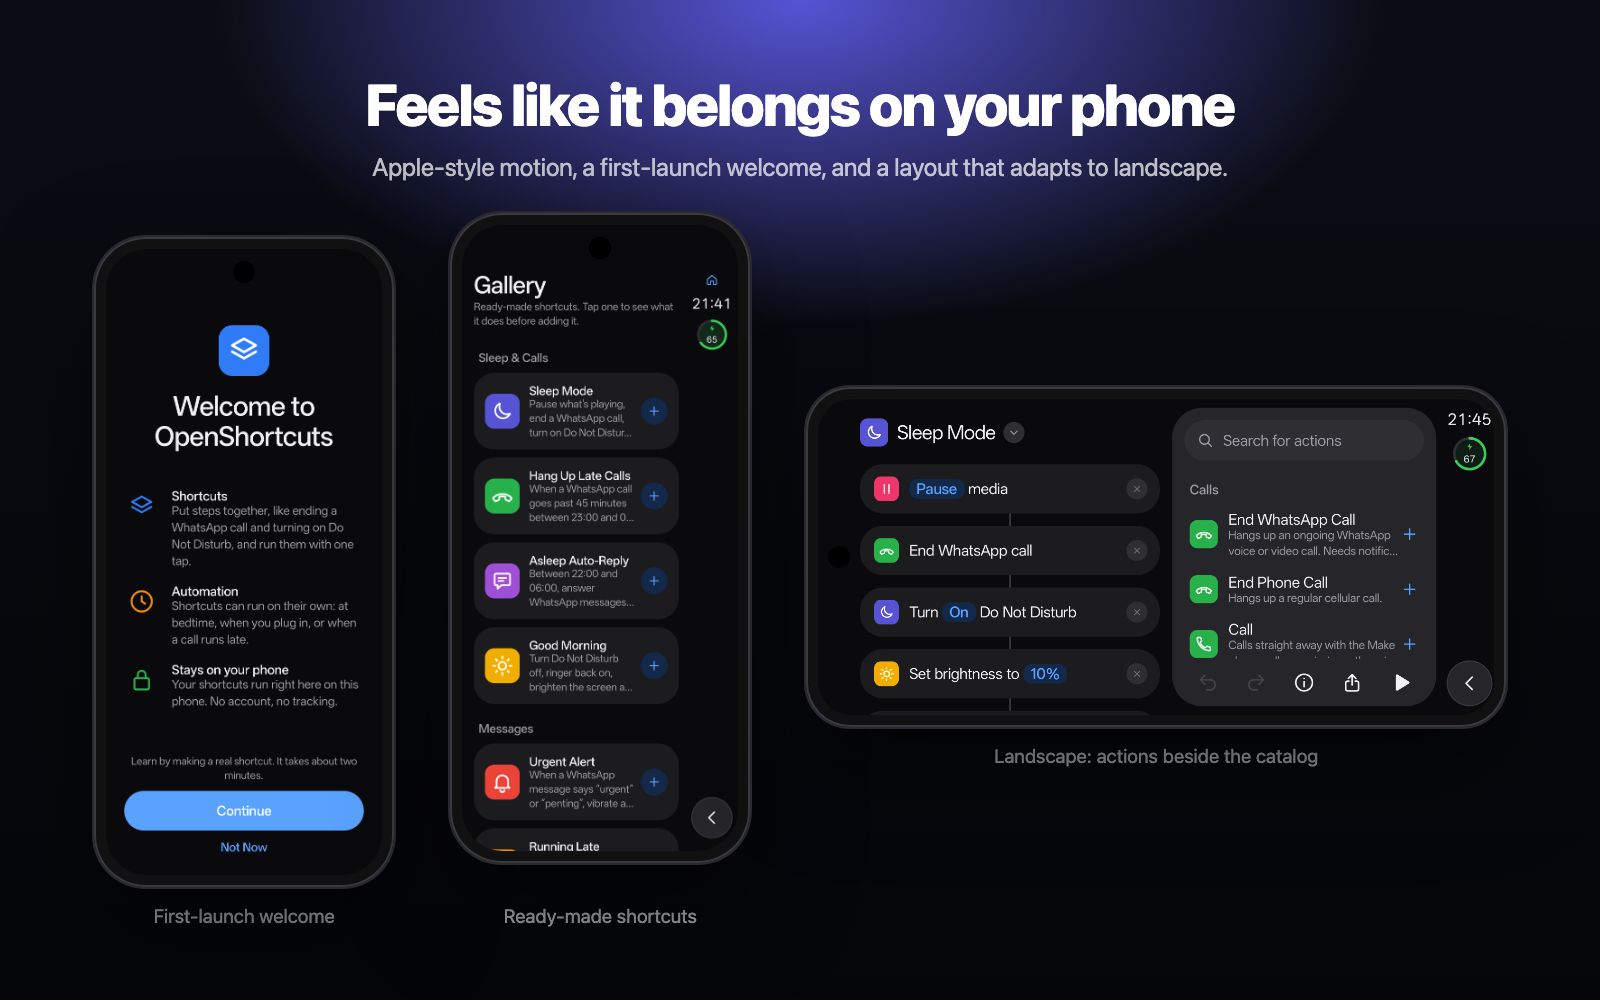 Feels like it belongs on your phone
Apple-style motion, a first-launch welcome, and a layout that adapts to landscape.
Welcome to
OpenShortcuts
Shortcuts
Put steps together, like ending a
WhatsApp call and turning on Do
Not Disturb, and run them with one
tap.
Automation
Shortcuts can run on their own: at
bedtime, when you plug in, or when
a call runs late.
Stays on your phone
Your shortcuts run right here on this
phone. No account, no tracking.
Learn by making a real shortcut. It takes about two
minutes.
Continue
Not Now
First-launch welcome
Gallery
Ready-made shortcuts. Tap one to see what
it does before adding it.
21:41
65
Sleep & Calls
Sleep Mode
Pause what's playing,
end a WhatsApp call,
turn on Do Not Distur...
Hang Up Late Calls
When a WhatsApp call
goes past 45 minutes
between 23:00 and 0...
Asleep Auto-Reply
Between 22:00 and
06:00, answer
WhatsApp messages...
Good Morning
Turn Do Not Disturb
off, ringer back on,
brighten the screen a...
Messages
Urgent Alert
When a WhatsApp
message says "urgent"
or "penting", vibrate a...
Running Late
Ready-made shortcuts
Sleep Mode
Pause media
End WhatsApp call
Turn On Do Not Disturb
Set brightness to 10%
Search for actions
Calls
End WhatsApp Call
Hangs up an ongoing WhatsApp
voice or video call. Needs notific...
End Phone Call
Hangs up a regular cellular call.
Call
Calls straight away with the Make
21:45
67
Landscape: actions beside the catalog